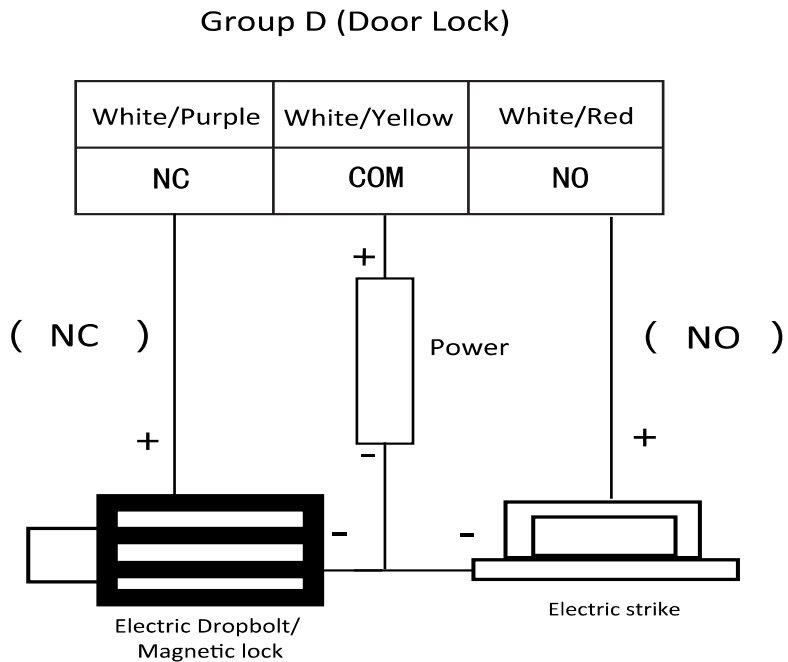 Group D (Door Lock)
White/Purple White/Yellow White/Red
NC COM NO
+
( NC ) Power ( NO )
+ +
-
- -
Electric Dropbolt/
Magnetic lock
Electric strike